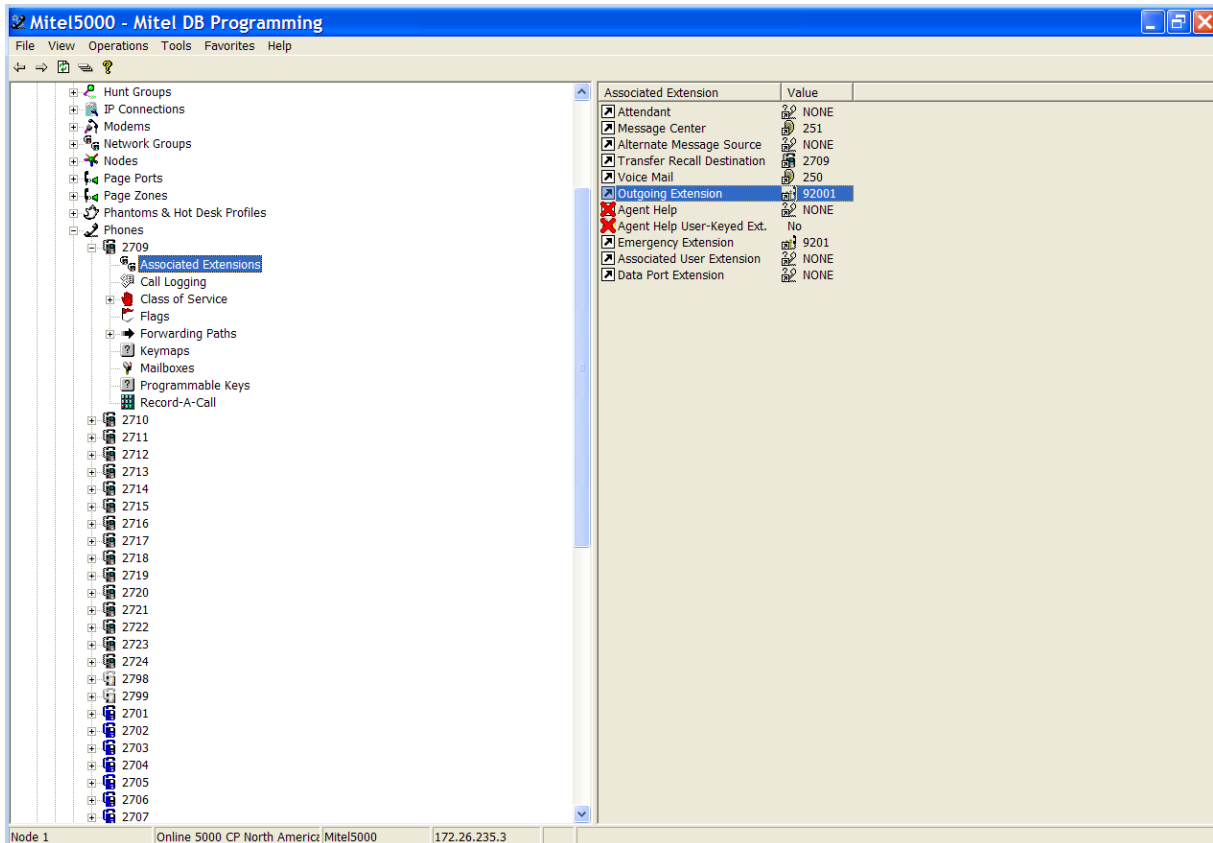 Mitel5000 - Mitel DB Programming
File View Operations Tools Favorites Help
Hunt Groups
IP Connections
Modems
Network Groups
Nodes
Page Ports
Page Zones
Phantoms & Hot Desk Profiles
Phones
2709
Associated Extensions
Call Logging
Class of Service
Flags
Forwarding Paths
Keymaps
Mailboxes
Programmable Keys
Record-A-Call
2710
2711
2712
2713
2714
2715
2716
2717
2718
2719
2720
2721
2722
2723
2724
2798
2799
2701
2702
2703
2704
2705
2706
2707
Associated Extension Value
Attendant NONE
Message Center 251
Alternate Message Source NONE
Transfer Recall Destination 2709
Voice Mail 250
Outgoing Extension 92001
Agent Help NONE
Agent Help User-Keyed Ext. No
Emergency Extension 9201
Associated User Extension NONE
Data Port Extension NONE
Node 1 Online 5000 CP North America Mitel5000 172.26.235.3